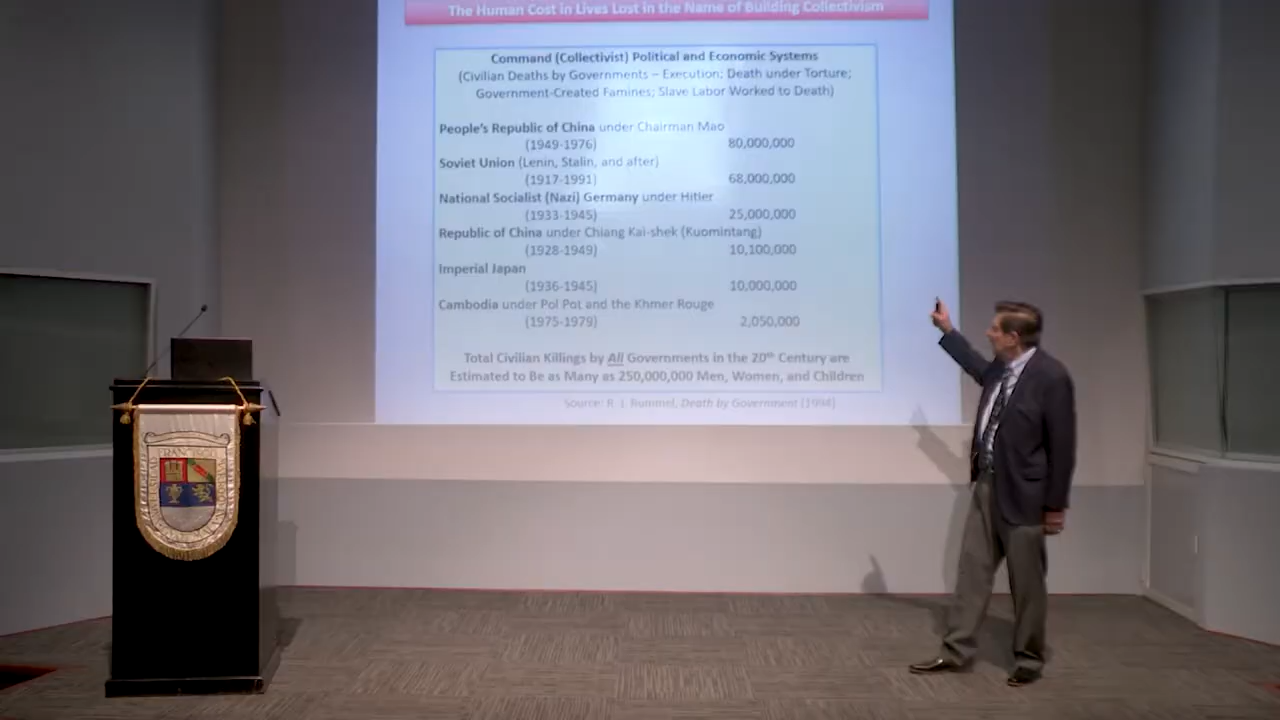 The Human Cost in Lives Lost in the Name of Building Collectivism
Command (Collectivist) Political and Economic Systems
(Civilian Deaths by Governments – Execution; Death under Torture;
Government-Created Famines; Slave Labor Worked to Death)
People's Republic of China under Chairman Mao
(1949-1976) 80,000,000
Soviet Union (Lenin, Stalin, and after)
(1917-1991) 68,000,000
National Socialist (Nazi) Germany under Hitler
(1933-1945) 25,000,000
Republic of China under Chiang Kai-shek (Kuomintang)
(1928-1949) 10,100,000
Imperial Japan
(1936-1945) 10,000,000
Cambodia under Pol Pot and the Khmer Rouge
(1975-1979) 2,050,000
Total Civilian Killings by All Governments in the 20th Century are
Estimated to Be as Many as 250,000,000 Men, Women, and Children
Source: R. J. Rummel, Death by Government (1994)
UNIVERSIDAD FRANCISCO